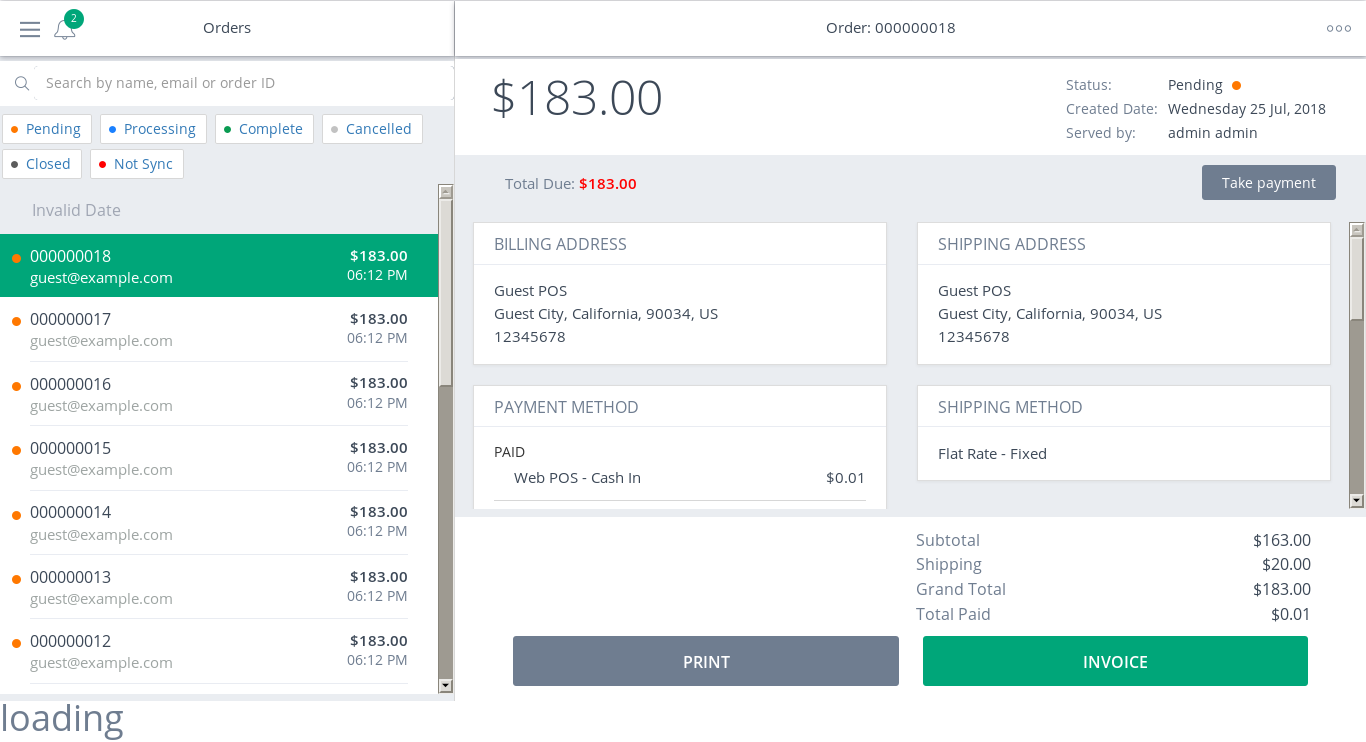 2
Orders
Order: 000000018
Search by name, email or order ID
Pending
Processing
Complete
Cancelled
Closed
Not Sync
Invalid Date
000000018 $183.00
guest@example.com 06:12 PM
000000017 $183.00
guest@example.com 06:12 PM
000000016 $183.00
guest@example.com 06:12 PM
000000015 $183.00
guest@example.com 06:12 PM
000000014 $183.00
guest@example.com 06:12 PM
000000013 $183.00
guest@example.com 06:12 PM
000000012 $183.00
guest@example.com 06:12 PM
loading
$183.00
Status: Pending
Created Date: Wednesday 25 Jul, 2018
Served by: admin admin
Total Due: $183.00
Take payment
BILLING ADDRESS
Guest POS
Guest City, California, 90034, US
12345678
SHIPPING ADDRESS
Guest POS
Guest City, California, 90034, US
12345678
PAYMENT METHOD
PAID
Web POS - Cash In $0.01
SHIPPING METHOD
Flat Rate - Fixed
Subtotal $163.00
Shipping $20.00
Grand Total $183.00
Total Paid $0.01
PRINT
INVOICE